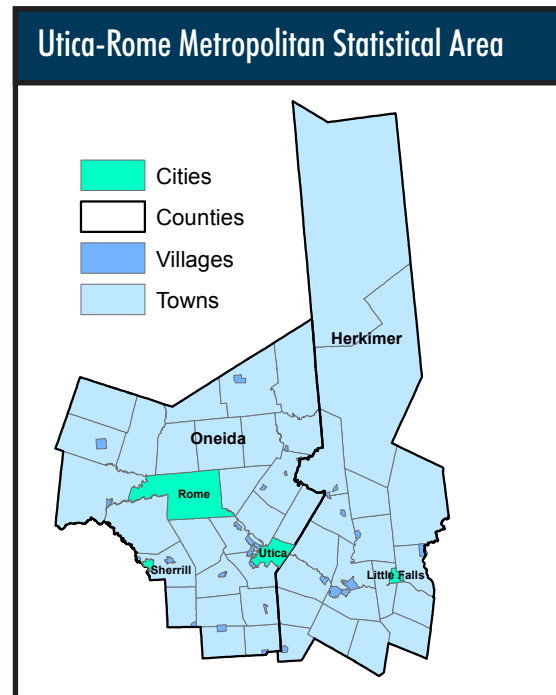 Utica-Rome Metropolitan Statistical Area
Cities
Counties
Villages
Towns
Herkimer
Oneida
Rome
Utica
Sherrill
Little Falls